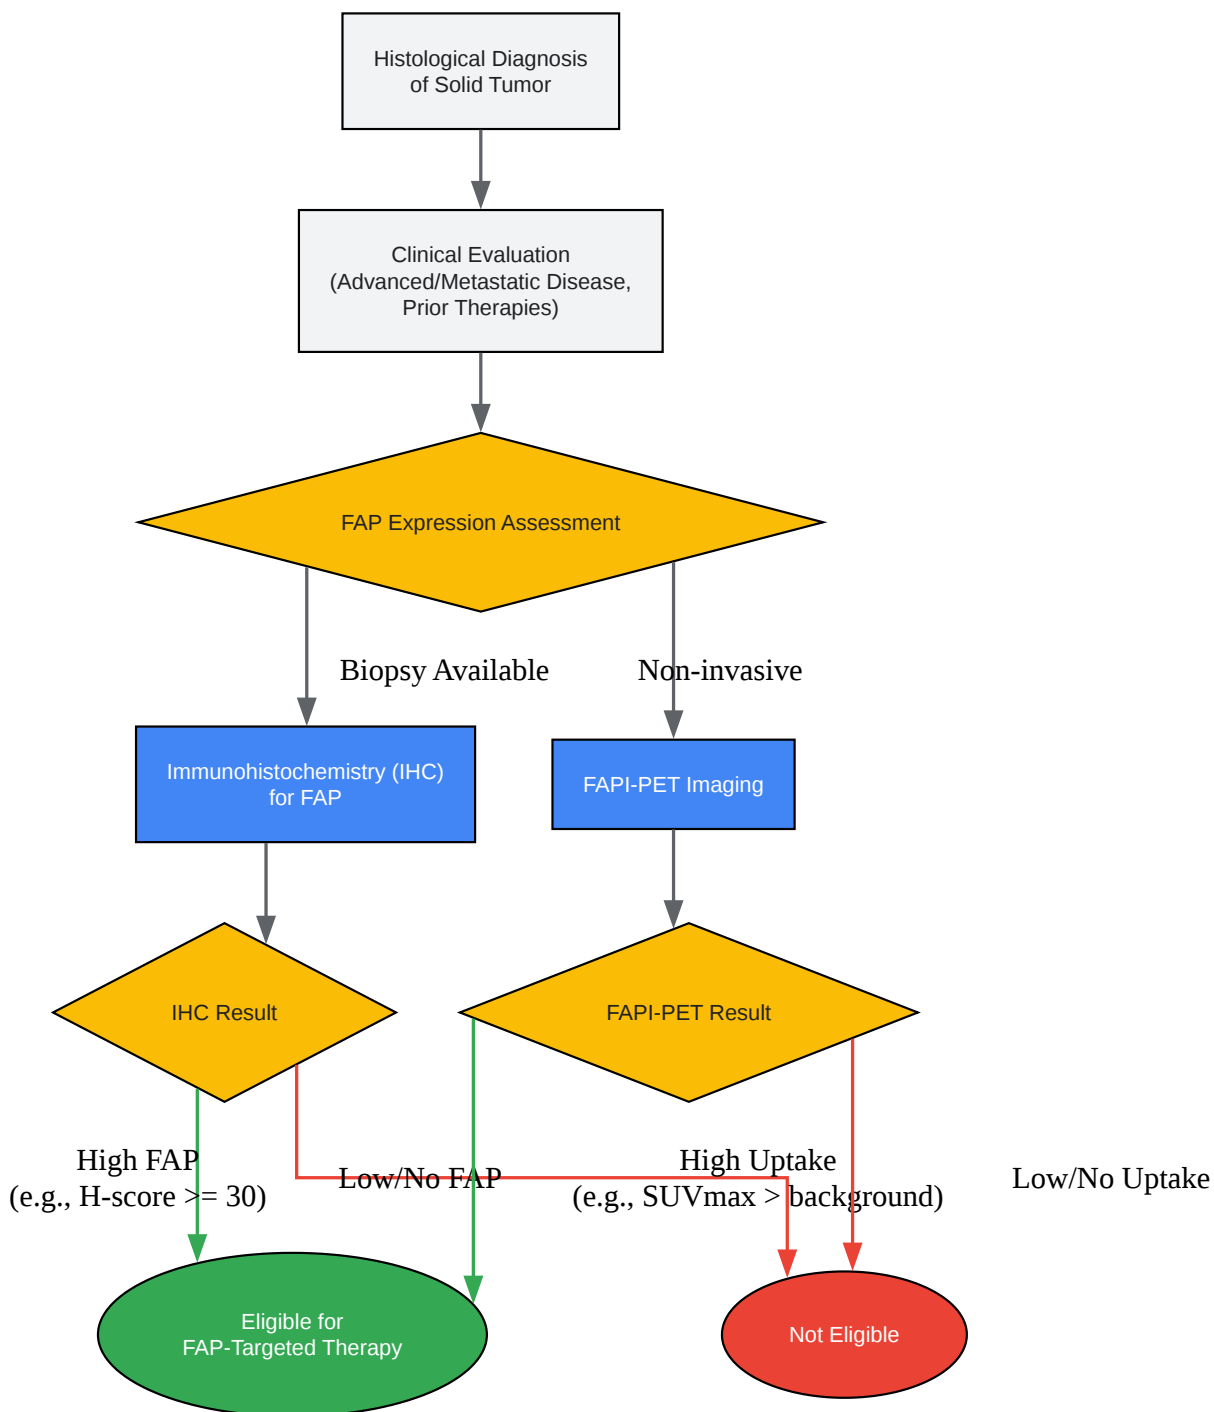 Histological Diagnosis
of Solid Tumor
Clinical Evaluation
(Advanced/Metastatic Disease,
Prior Therapies)
FAP Expression Assessment
Biopsy Available
Non-invasive
Immunohistochemistry (IHC)
for FAP
FAPI-PET Imaging
IHC Result
FAPI-PET Result
High FAP
(e.g., H-score >= 30)
Low/No FAP
High Uptake
(e.g., SUVmax > background)
Low/No Uptake
Eligible for
FAP-Targeted Therapy
Not Eligible